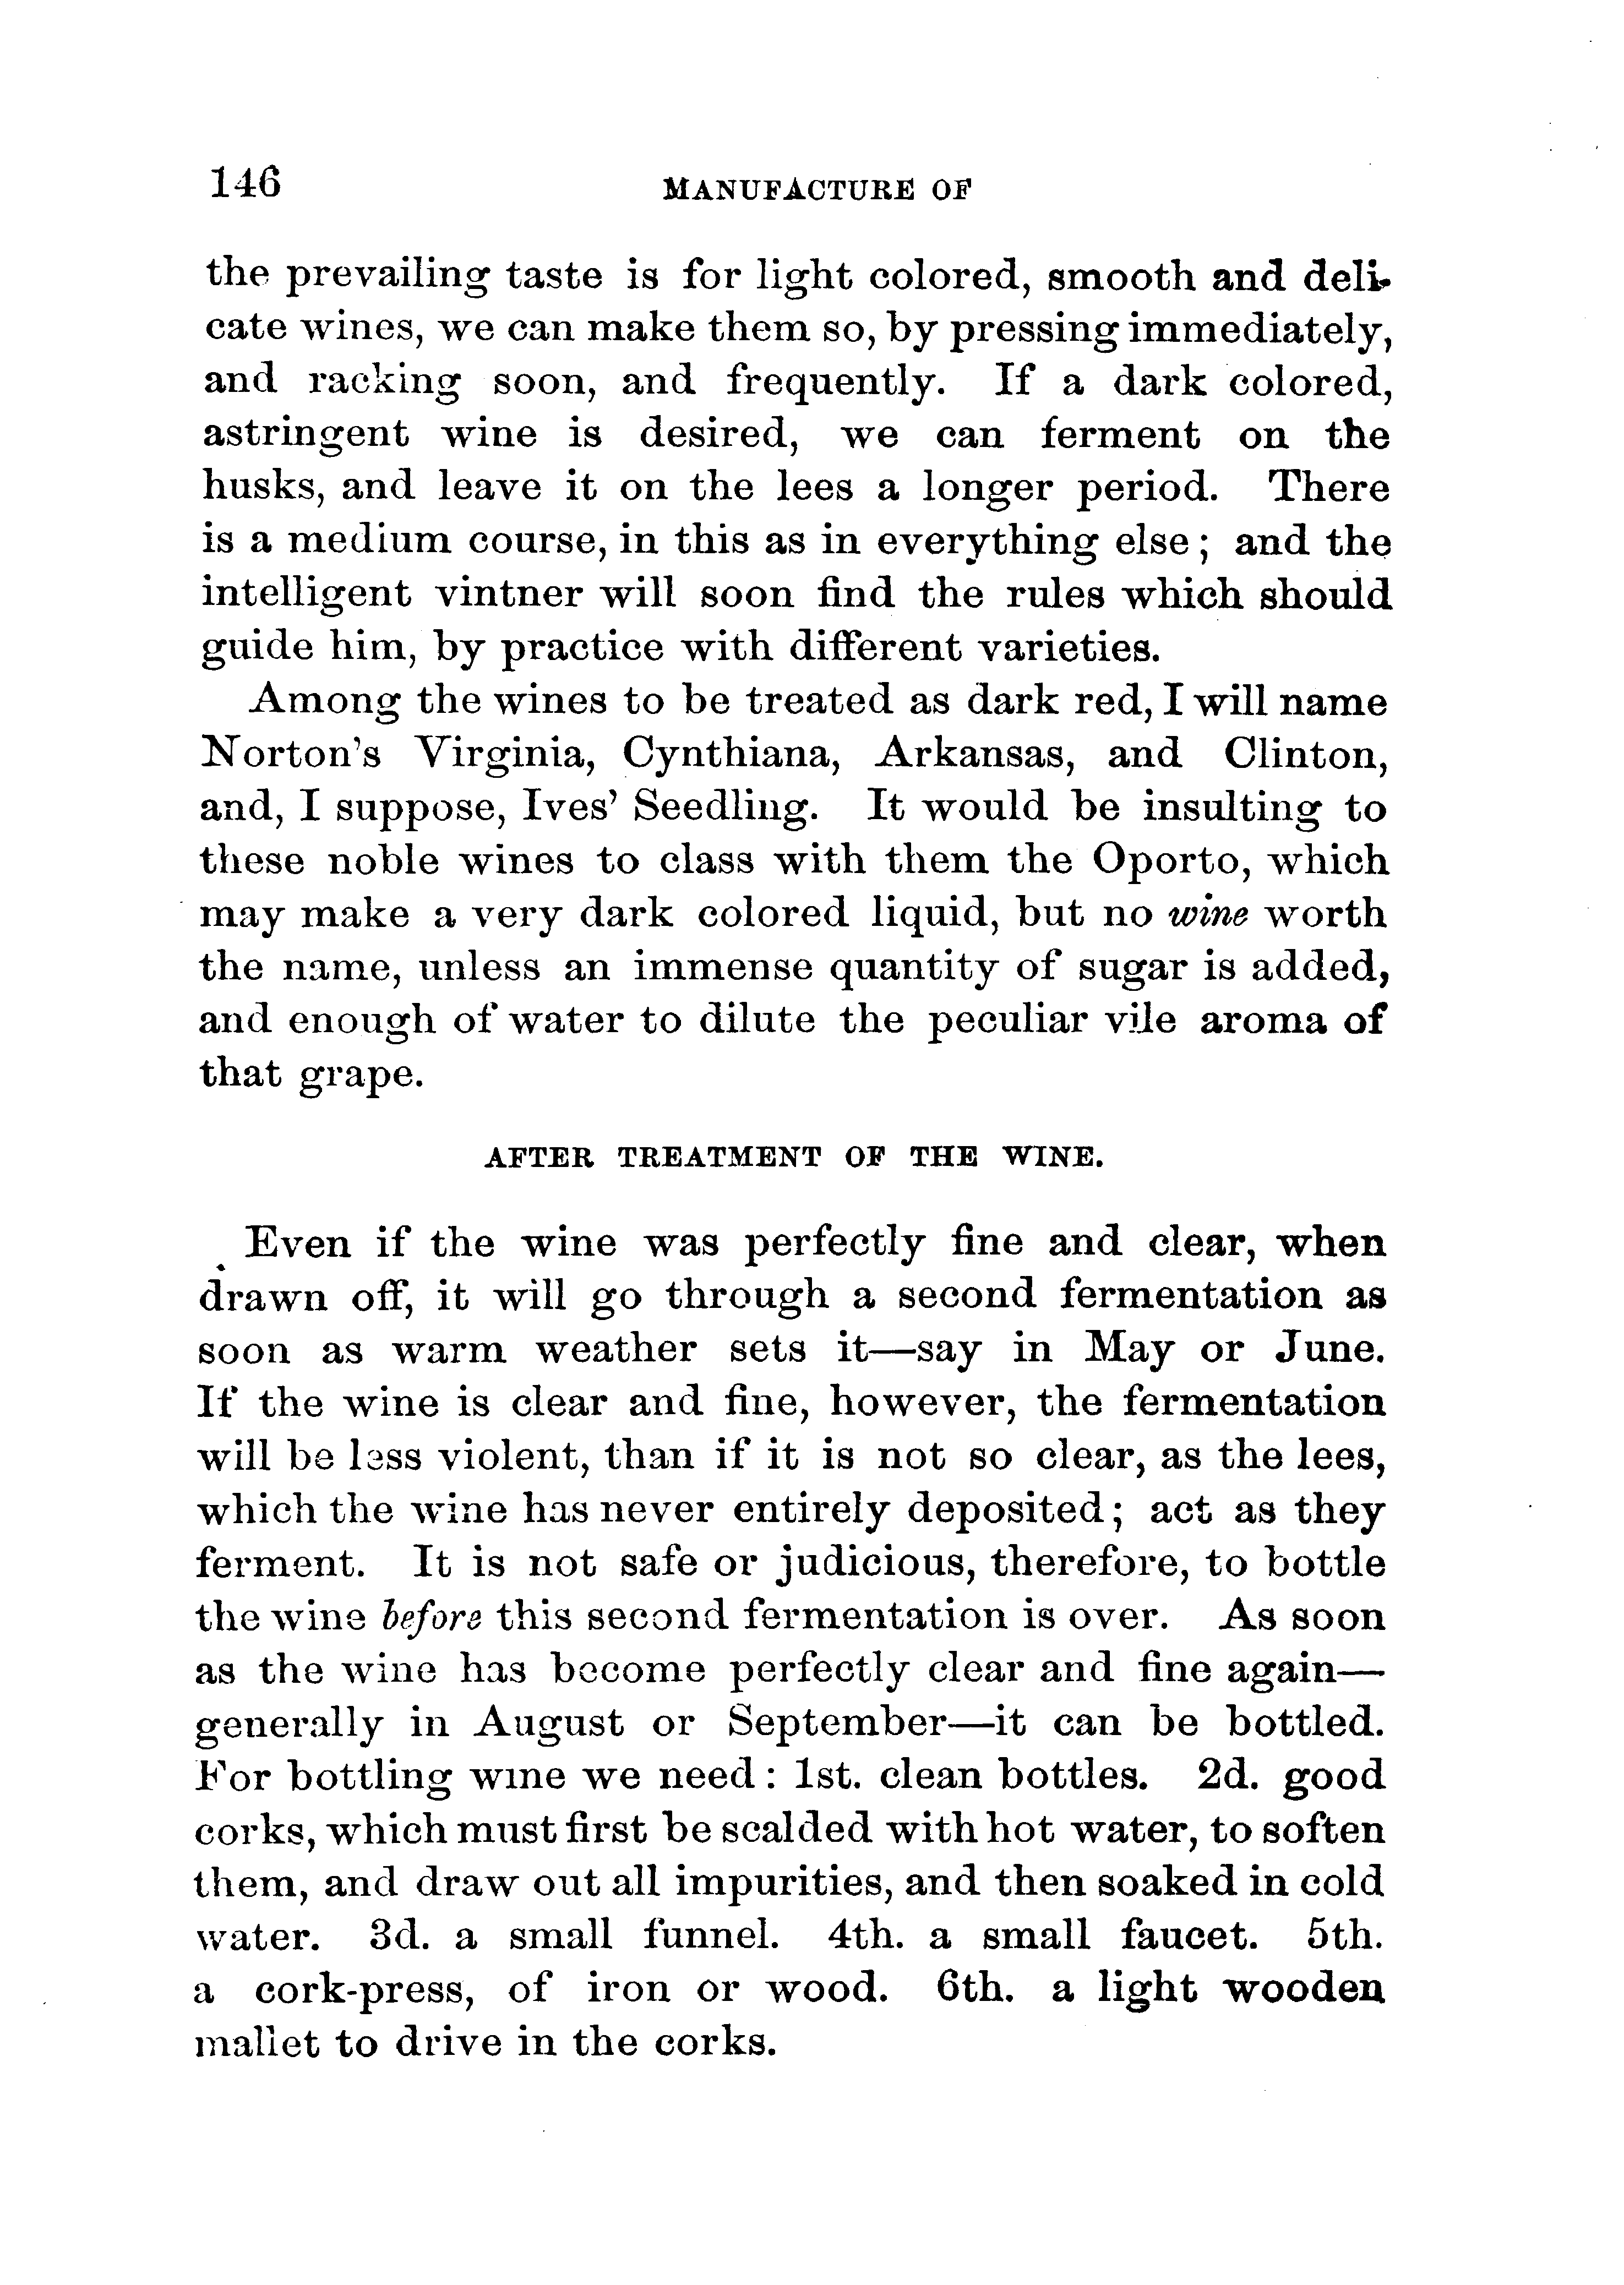 146 MANUFACTURE OF
the prevailing taste is for light colored, smooth and deli-
cate wines, we can make them so, by pressing immediately,
and racking soon, and frequently. If a dark colored,
astringent wine is desired, we can ferment on the
husks, and leave it on the lees a longer period. There
is a medium course, in this as in everything else; and the
intelligent vintner will soon find the rules which should
guide him, by practice with different varieties.
Among the wines to be treated as dark red, I will name
Norton's Virginia, Cynthiana, Arkansas, and Clinton,
and, I suppose, Ives' Seedling. It would be insulting to
these noble wines to class with them the Oporto, which
may make a very dark colored liquid, but no wine worth
the name, unless an immense quantity of sugar is added,
and enough of water to dilute the peculiar vile aroma of
that grape.
AFTER TREATMENT OF THE WINE.
Even if the wine was perfectly fine and clear, when
drawn off, it will go through a second fermentation as
soon as warm weather sets it—say in May or June.
If the wine is clear and fine, however, the fermentation
will be less violent, than if it is not so clear, as the lees,
which the wine has never entirely deposited; act as they
ferment. It is not safe or judicious, therefore, to bottle
the wine before this second fermentation is over. As soon
as the wine has become perfectly clear and fine again—
generally in August or September—it can be bottled.
For bottling wine we need: 1st. clean bottles. 2d. good
corks, which must first be scalded with hot water, to soften
them, and draw out all impurities, and then soaked in cold
water. 3d. a small funnel. 4th. a small faucet. 5th.
a cork-press, of iron or wood. 6th. a light wooden
mallet to drive in the corks.